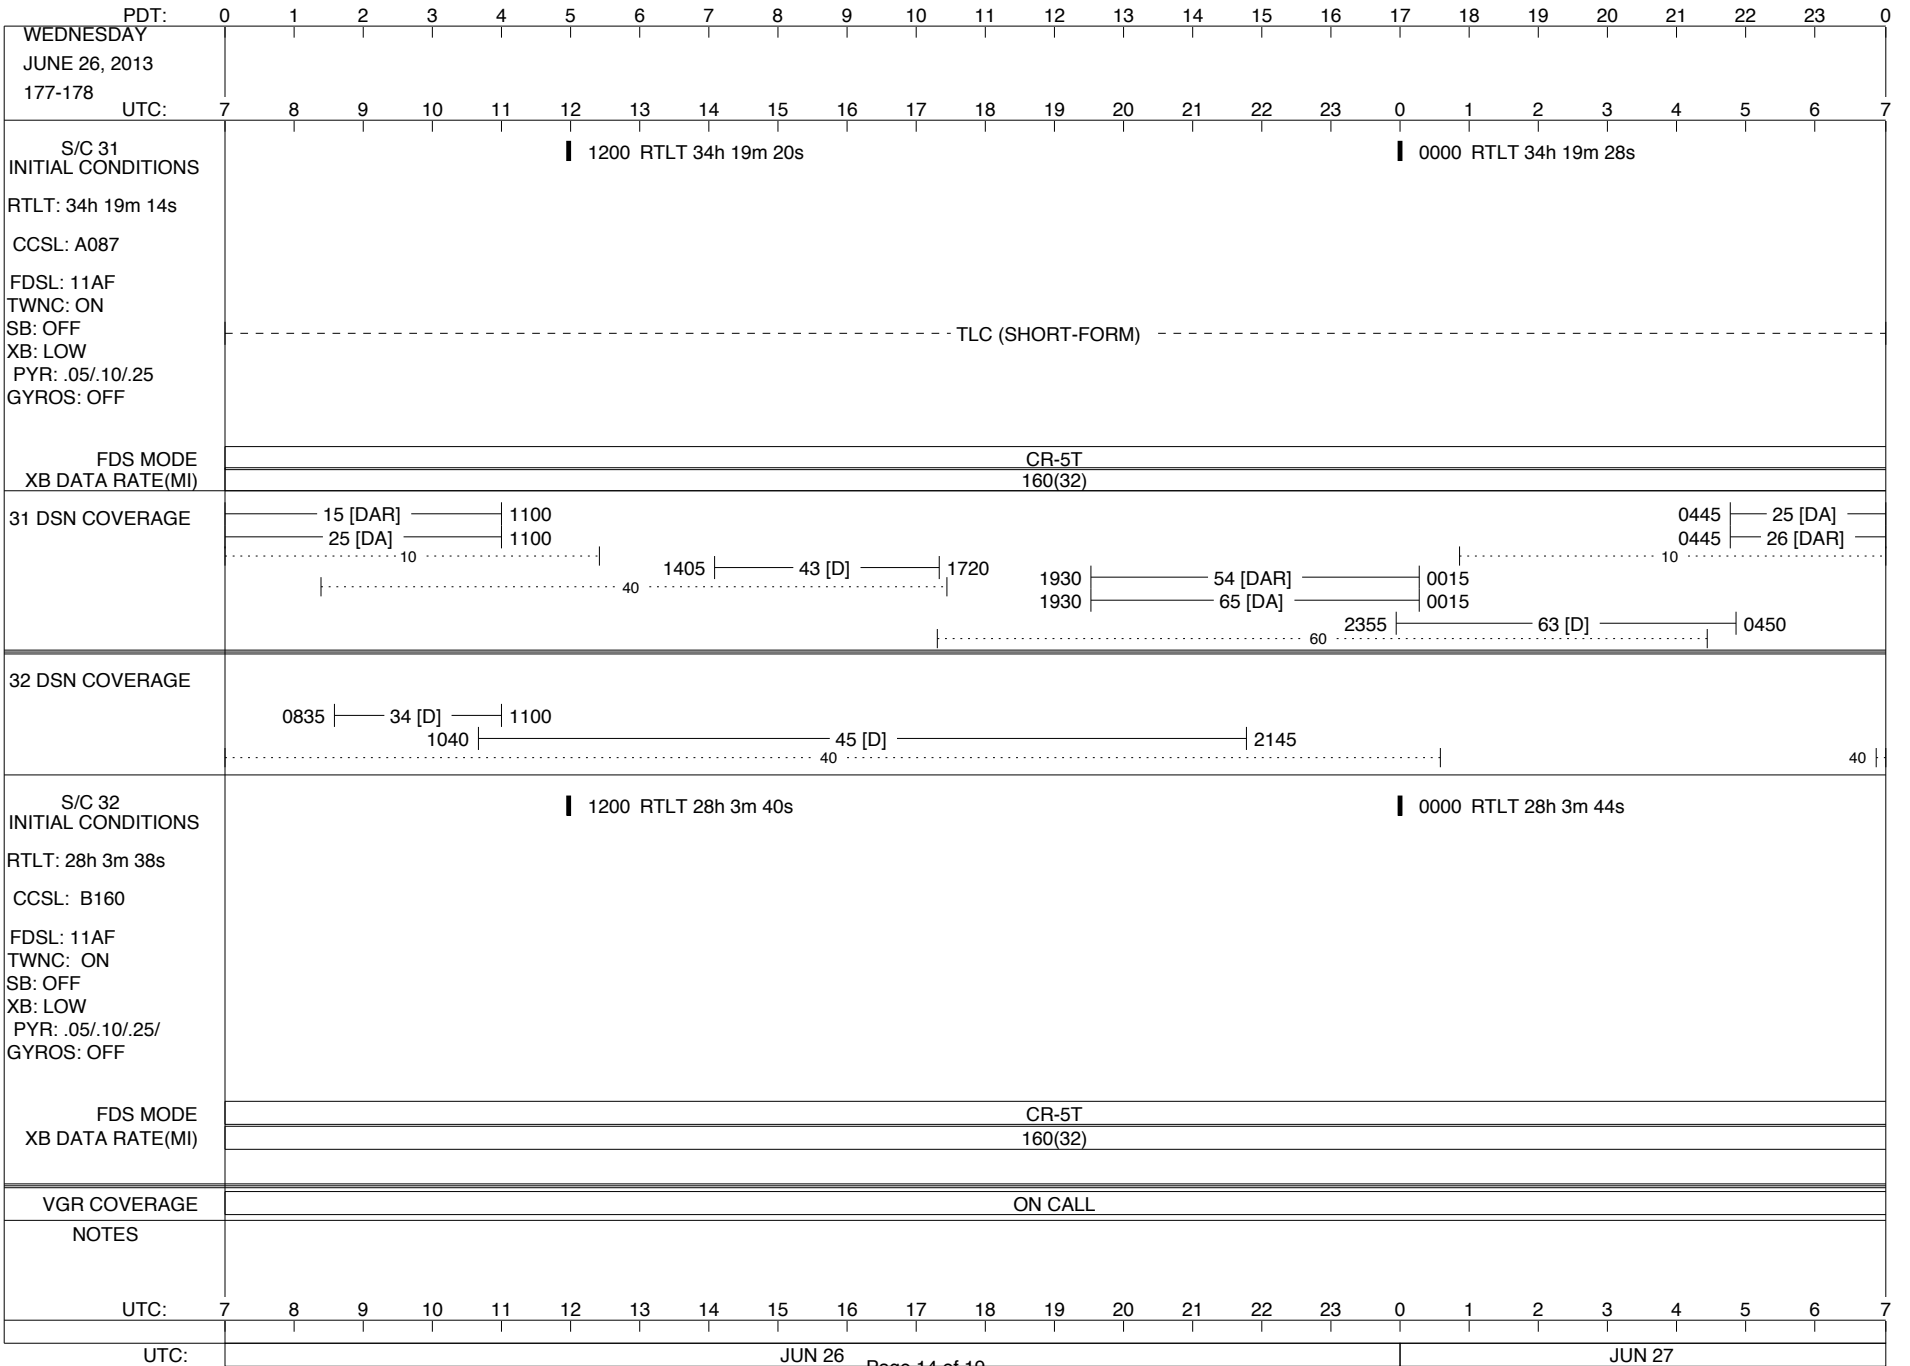 PDT: 0 1 2 3 4 5 6 7 8 9 10 11 12 13 14 15 16 17 18 19 20 21 22 23 0
WEDNESDAY
JUNE 26, 2013
177-178
UTC: 7 8 9 10 11 12 13 14 15 16 17 18 19 20 21 22 23 0 1 2 3 4 5 6 7
S/C 31
INITIAL CONDITIONS
1200 RTLT 34h 19m 20s
0000 RTLT 34h 19m 28s
RTLT: 34h 19m 14s
CCSL: A087
FDSL: 11AF
TWNC: ON
SB: OFF
TLC (SHORT-FORM)
XB: LOW
PYR: .05/.10/.25
GYROS: OFF
FDS MODE CR-5T
XB DATA RATE(MI) 160(32)
31 DSN COVERAGE
15 [DAR] 1100
0445 25 [DA]
25 [DA] 1100
0445 26 [DAR]
10
10
1405 43 [D] 1720
40
1930 54 [DAR] 0015
1930 65 [DA] 0015
2355 63 [D] 0450
60
32 DSN COVERAGE
0835 34 [D] 1100
1040 45 [D] 2145
40
40
S/C 32
INITIAL CONDITIONS
1200 RTLT 28h 3m 40s
0000 RTLT 28h 3m 44s
RTLT: 28h 3m 38s
CCSL: B160
FDSL: 11AF
TWNC: ON
SB: OFF
XB: LOW
PYR: .05/.10/.25/
GYROS: OFF
FDS MODE CR-5T
XB DATA RATE(MI) 160(32)
VGR COVERAGE ON CALL
NOTES
UTC: 7 8 9 10 11 12 13 14 15 16 17 18 19 20 21 22 23 0 1 2 3 4 5 6 7
UTC: JUN 26 JUN 27
Page 14 of 19